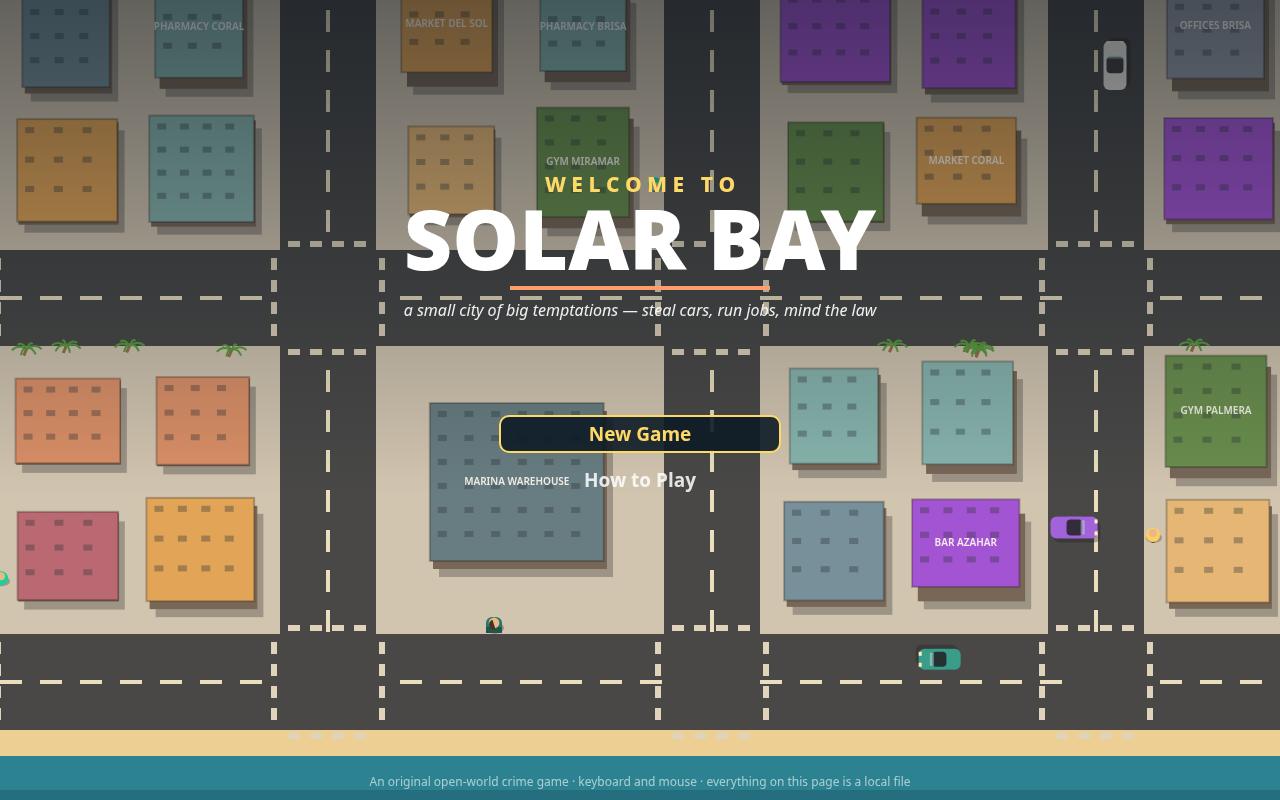 PHARMACY CORAL
MARKET DEL SOL
PHARMACY BRISA
OFFICES BRISA
GYM MIRAMAR
MARKET CORAL
WELCOME TO
SOLAR BAY
a small city of big temptations — steal cars, run jobs, mind the law
GYM PALMERA
New Game
MARINA WAREHOUSE
How to Play
BAR AZAHAR
An original open-world crime game · keyboard and mouse · everything on this page is a local file